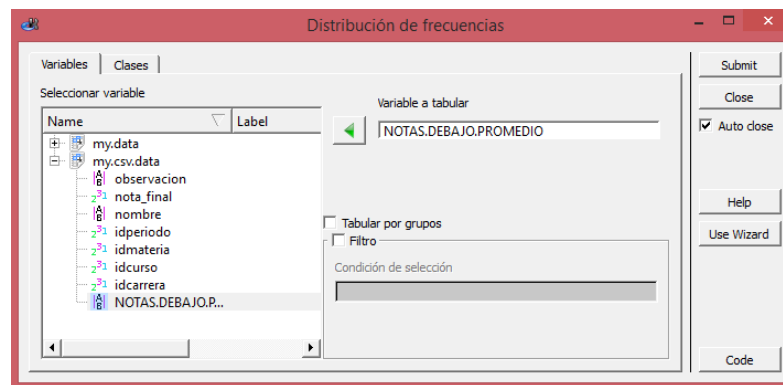 Distribución de frecuencias
Variables
Clases
Seleccionar variable
Name
Label
my.data
my.csv.data
observacion
nota_final
nombre
idperiodo
idmateria
idcurso
idcarrera
NOTAS.DEBAJO.P...
Variable a tabular
NOTAS.DEBAJO.PROMEDIO
Tabular por grupos
Filtro
Condición de selección
Submit
Close
Auto close
Help
Use Wizard
Code